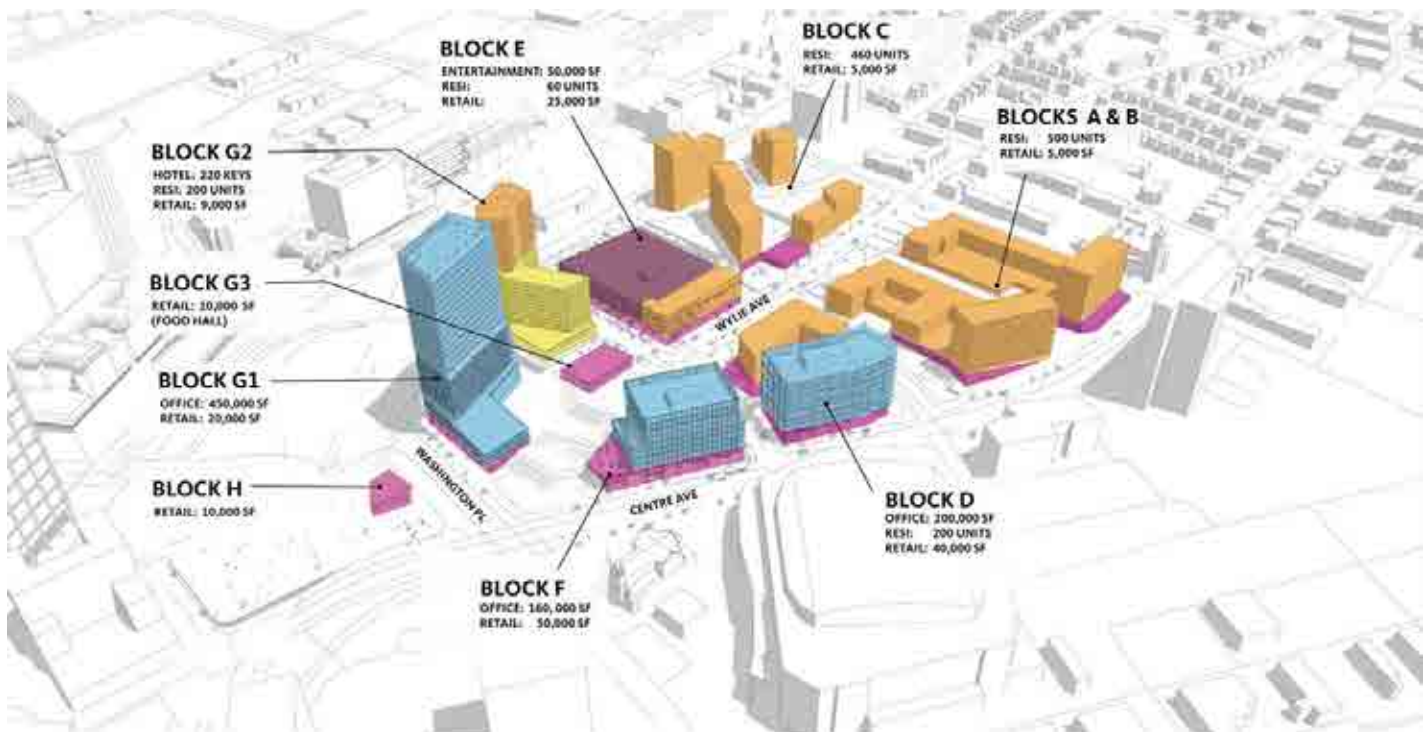 BLOCK E
ENTERTAINMENT: 50,000 SF
RESI: 60 UNITS
RETAIL: 25,000 SF
BLOCK C
RESI: 460 UNITS
RETAIL: 5,000 SF
BLOCKS A & B
RESI: 500 UNITS
RETAIL: 5,000 SF
BLOCK G2
HOTEL: 220 KEYS
RESI: 200 UNITS
RETAIL: 9,000 SF
BLOCK G3
RETAIL: 10,000 SF
(FOOD HALL)
WYLIE AVE
BLOCK G1
OFFICE: 450,000 SF
RETAIL: 20,000 SF
BLOCK H
RETAIL: 10,000 SF
WASHINGTON PL
CENTRE AVE
BLOCK D
OFFICE: 200,000 SF
RESI: 200 UNITS
RETAIL: 40,000 SF
BLOCK F
OFFICE: 160,000 SF
RETAIL: 50,000 SF